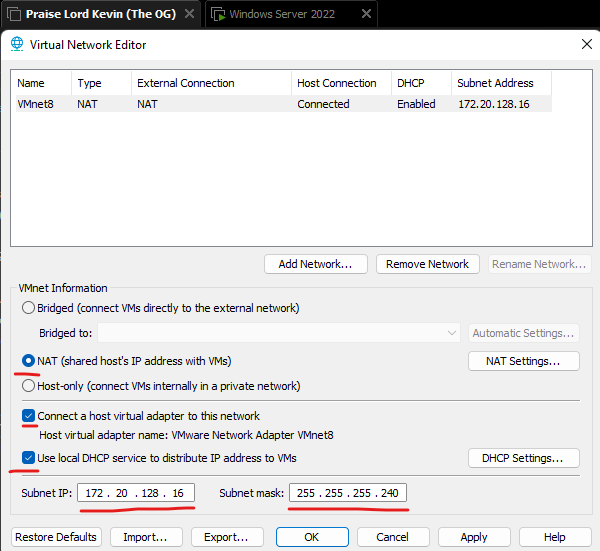 Praise Lord Kevin (The OG) Windows Server 2022
Virtual Network Editor
Name Type External Connection Host Connection DHCP Subnet Address
VMnet8 NAT NAT Connected Enabled 172.20.128.16
Add Network... Remove Network Rename Network...
VMnet Information
Bridged (connect VMs directly to the external network)
Bridged to: Automatic Settings...
NAT (shared host's IP address with VMs) NAT Settings...
Host-only (connect VMs internally in a private network)
Connect a host virtual adapter to this network
Host virtual adapter name: VMware Network Adapter VMnet8
Use local DHCP service to distribute IP address to VMs DHCP Settings...
Subnet IP: 172 . 20 . 128 . 16 Subnet mask: 255 . 255 . 255 . 240
Restore Defaults Import... Export... OK Cancel Apply Help